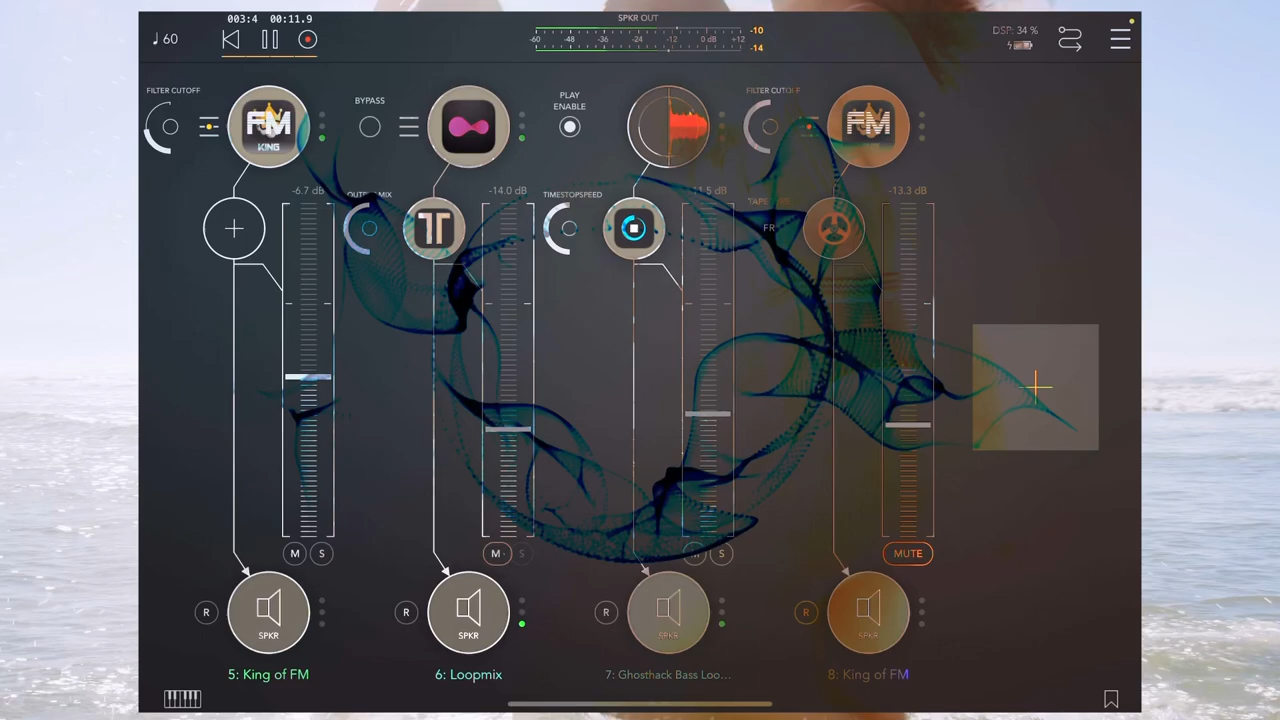 003:4 00:11.9
SPKR OUT
♩ 60
-60 -48 -36 -24 -12 0 dB +12
-10
-14
DSP: 34 %
FILTER CUTOFF
FM
KING
BYPASS
PLAY
ENABLE
FILTER CUTOFF
FM
-6.7 dB
-14.0 dB
-11.5 dB
-13.3 dB
TIMESTOPSPEED
FR
M S
M S
M S
MUTE
R
SPKR
R
SPKR
R
SPKR
R
SPKR
5: King of FM
6: Loopmix
7: Ghosthack Bass Loo...
8: King of FM